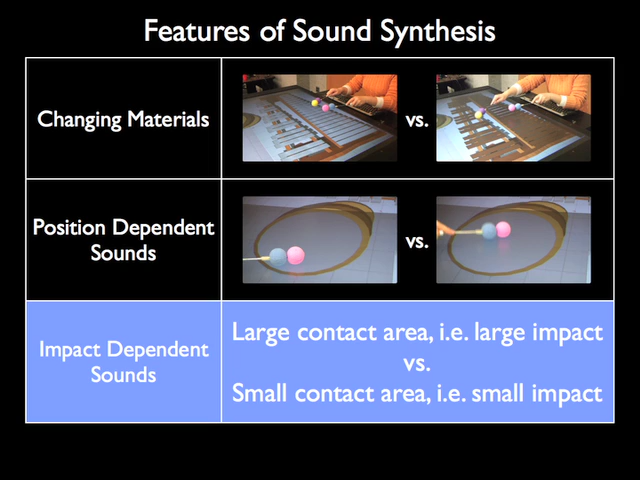 Features of Sound Synthesis
Changing Materials
vs.
Position Dependent
Sounds
vs.
Impact Dependent
Sounds
Large contact area, i.e. large impact
vs.
Small contact area, i.e. small impact